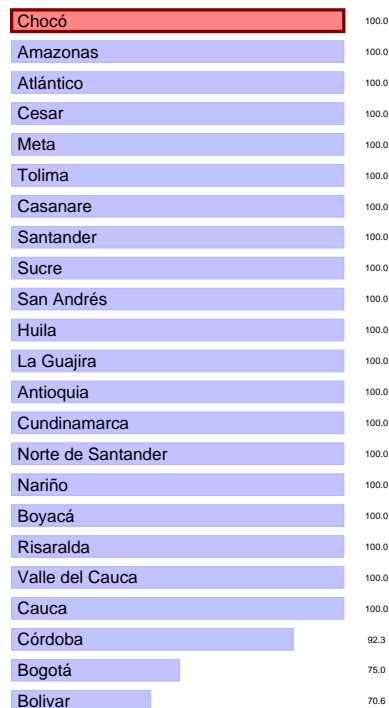 Chocó 100.0
Amazonas 100.0
Atlántico 100.0
Cesar 100.0
Meta 100.0
Tolima 100.0
Casanare 100.0
Santander 100.0
Sucre 100.0
San Andrés 100.0
Huila 100.0
La Guajira 100.0
Antioquia 100.0
Cundinamarca 100.0
Norte de Santander 100.0
Nariño 100.0
Boyacá 100.0
Risaralda 100.0
Valle del Cauca 100.0
Cauca 100.0
Córdoba 92.3
Bogotá 75.0
Bolivar 70.6